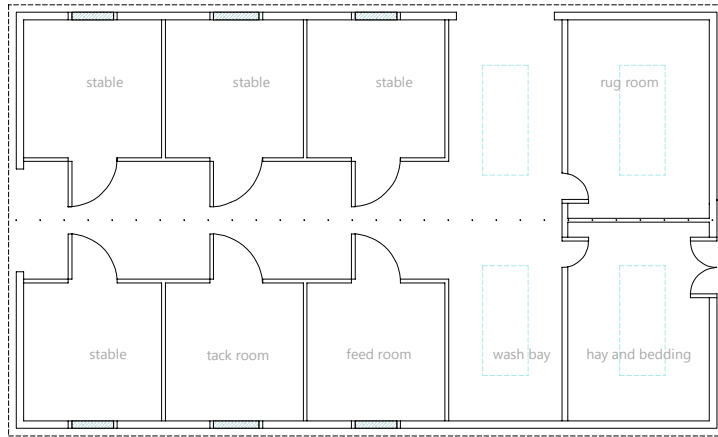 stable
stable
stable
rug room
stable
tack room
feed room
wash bay
hay and bedding